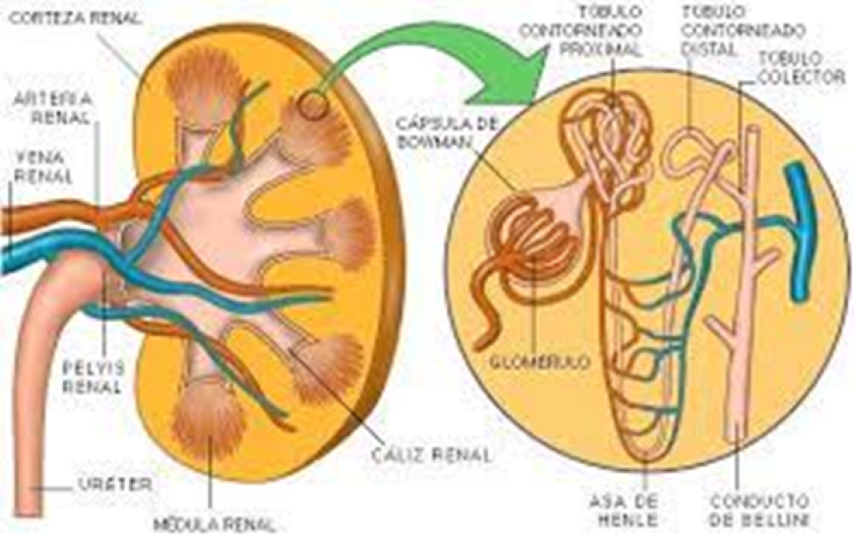 CORTEZA RENAL
ARTERIA
RENAL
VENA
RENAL
PELVIS
RENAL
URÉTER
MÉDULA RENAL
CÁLIZ RENAL
CÁPSULA DE
BOWMAN
TÚBULO
CONTORNEADO
PROXIMAL
TÚBULO
CONTORNEADO
DISTAL
TÚBULO
COLECTOR
GLOMÉRULO
ASA DE
HENLE
CONDUCTO
DE BELLINI